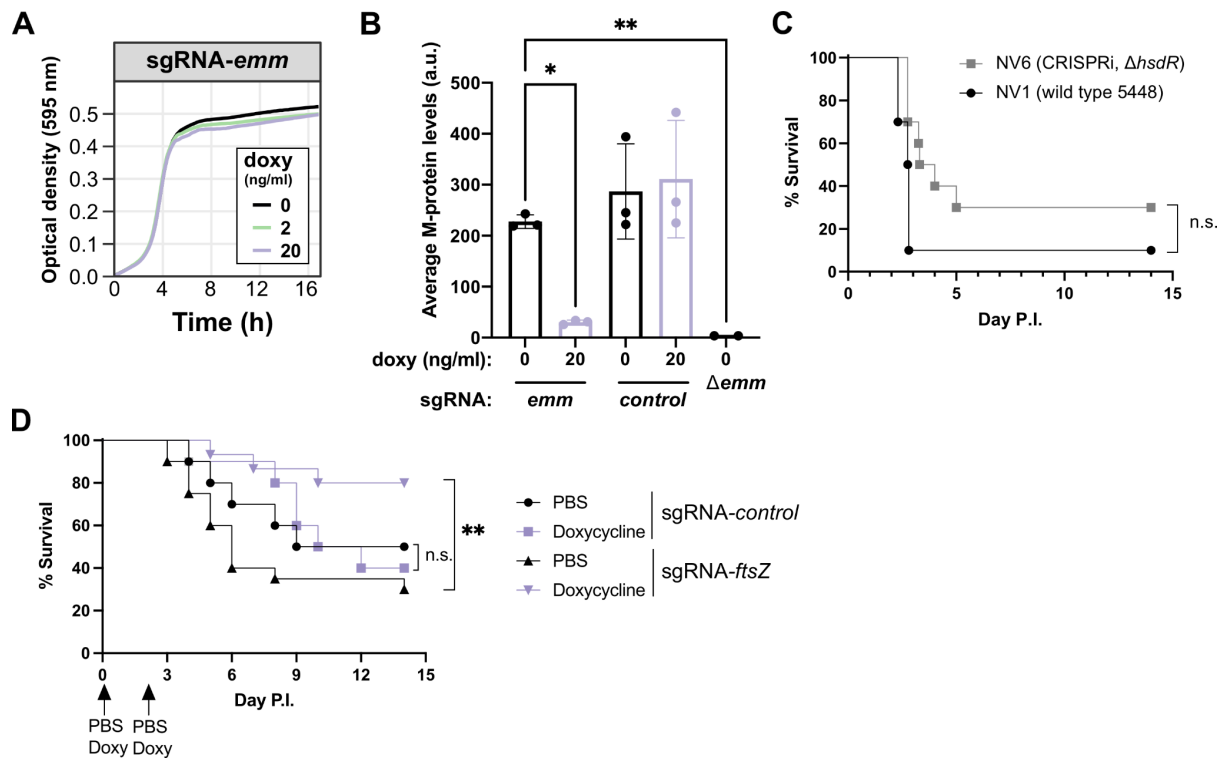 A
sgRNA-emm
Optical density (595 nm)
0.5
0.4
0.3
0.2
0.1
0.0
doxy
(ng/ml)
0
2
20
0 4 8 12 16
Time (h)
B
**
*
Average M-protein levels (a.u.)
500
400
300
200
100
0
doxy (ng/ml): 0 20 0 20 0
sgRNA: emm control Δemm
C
NV6 (CRISPRi, ΔhsdR)
NV1 (wild type 5448)
% Survival
100
80
60
40
20
0
n.s.
0 5 10 15
Day P.I.
D
% Survival
100
80
60
40
20
0
n.s.
**
PBS
Doxycycline
sgRNA-control
PBS
Doxycycline
sgRNA-ftsZ
0 3 6 9 12 15
Day P.I.
PBS PBS
Doxy Doxy